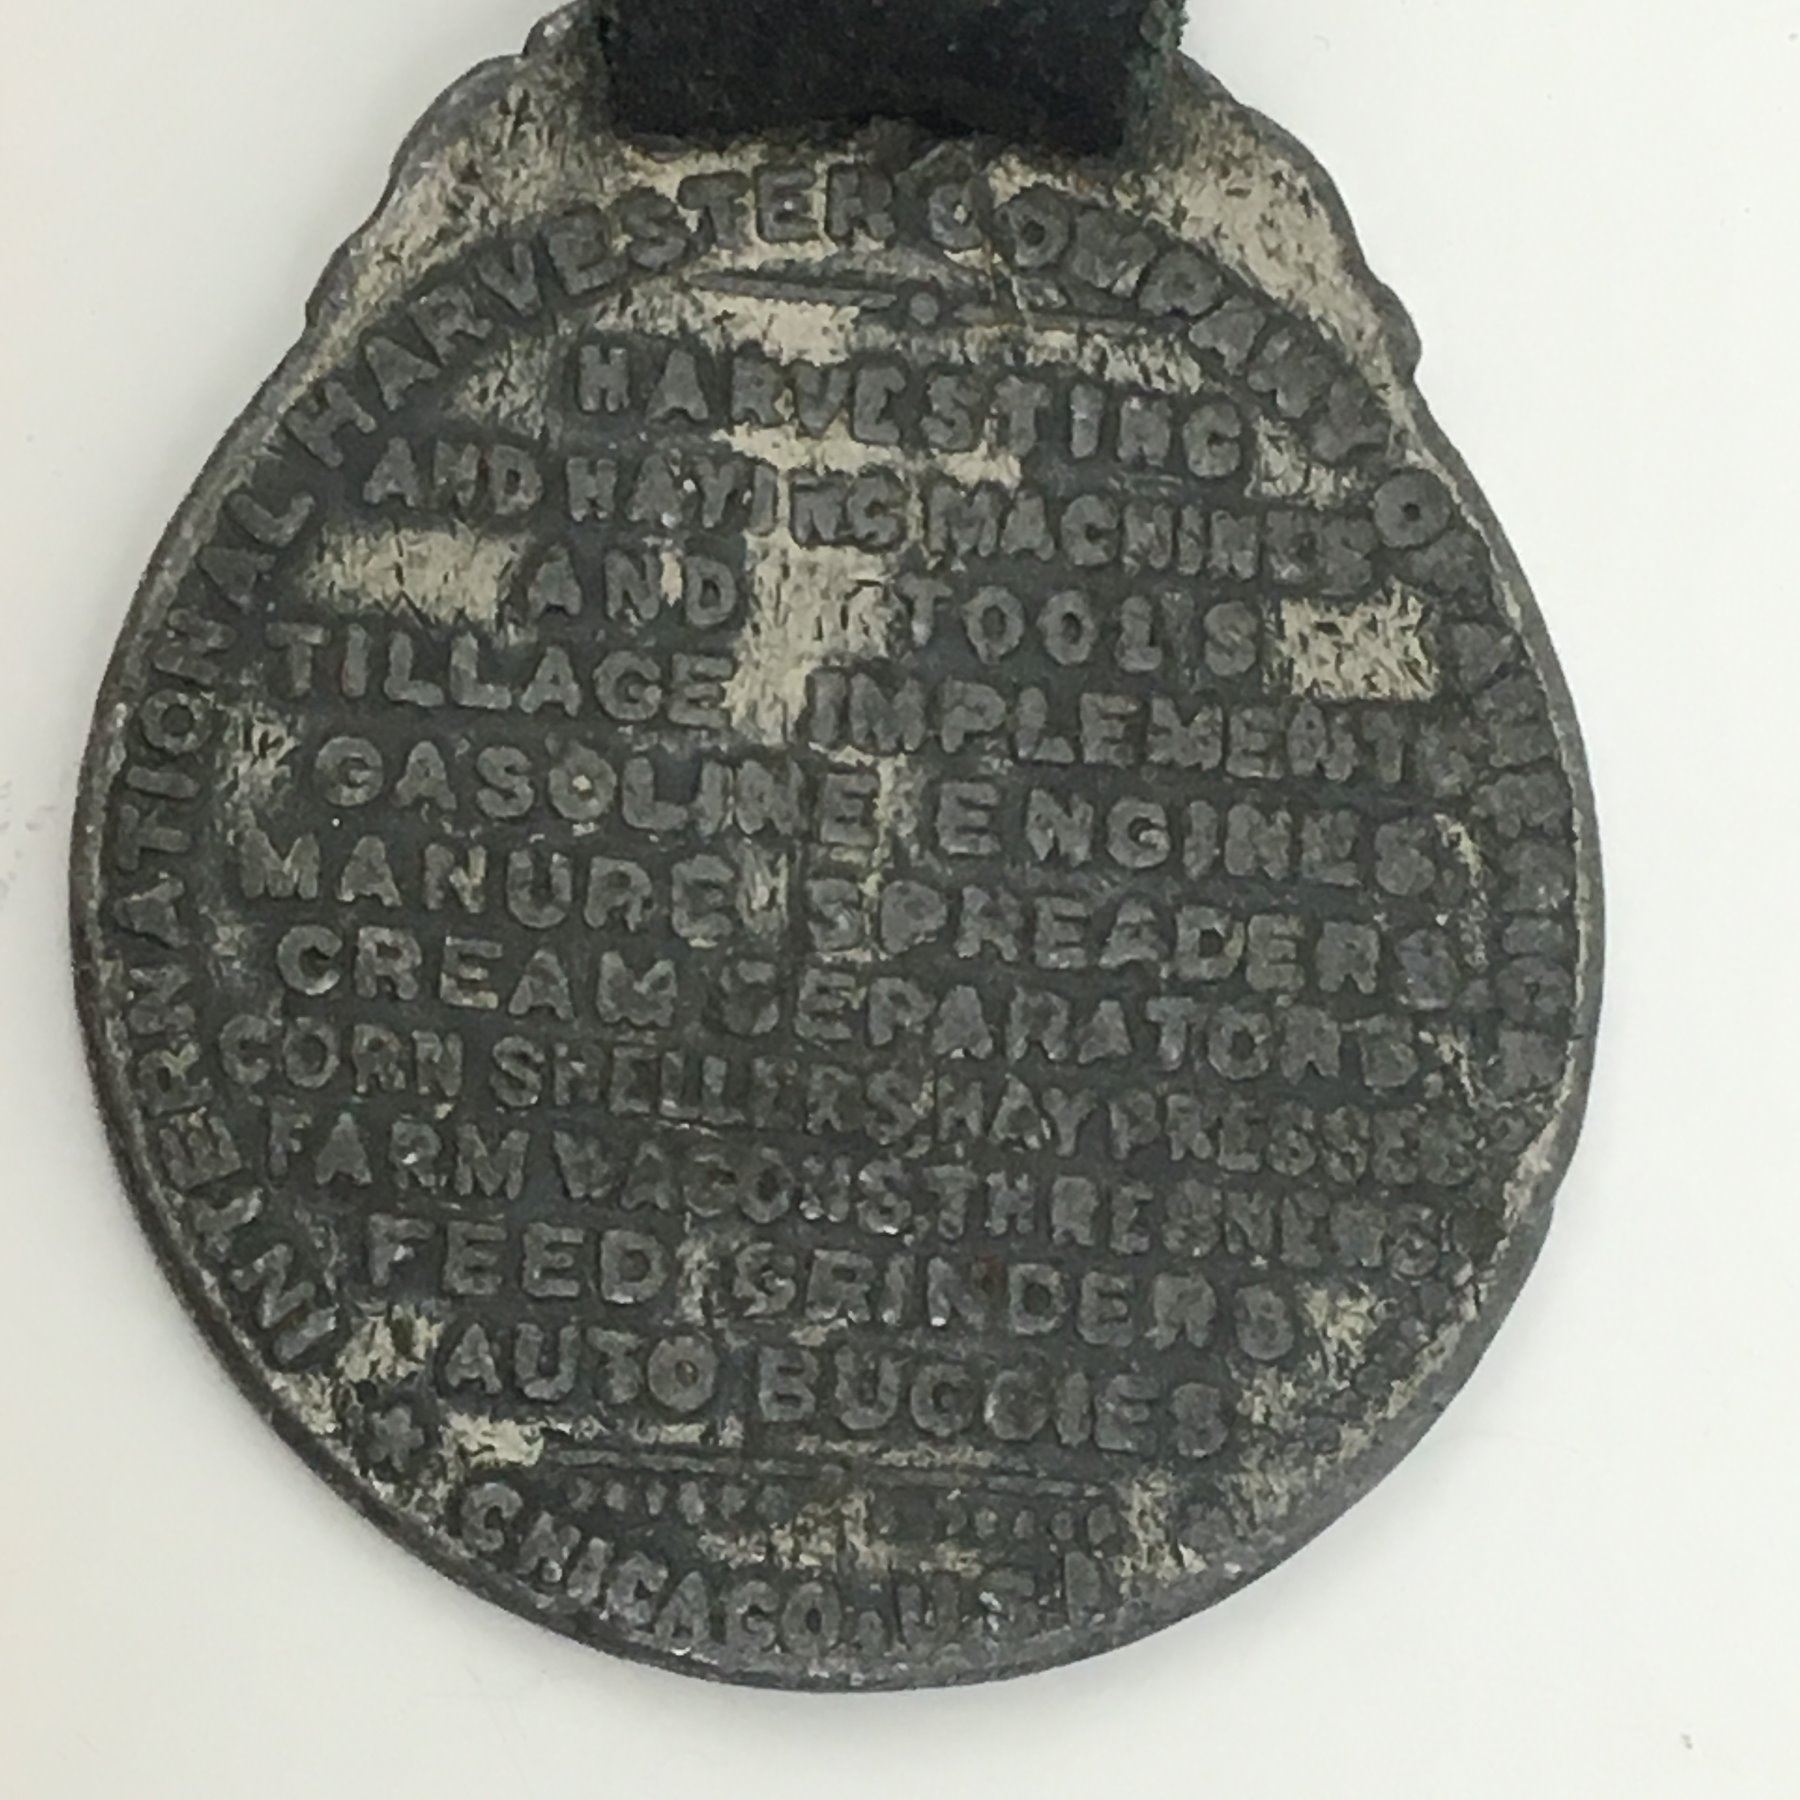 INTERNATIONAL HARVESTER COMPANY OF AMERICA
HARVESTING
AND HAYING MACHINES
AND TOOLS
TILLAGE IMPLEMENTS
GASOLINE ENGINES
MANURE SPREADERS
CREAM SEPARATORS
CORN SHELLERS, HAY PRESSES
FARM WAGONS, THRESHERS
FEED GRINDERS
AUTO BUGGIES
CHICAGO, U.S.A.